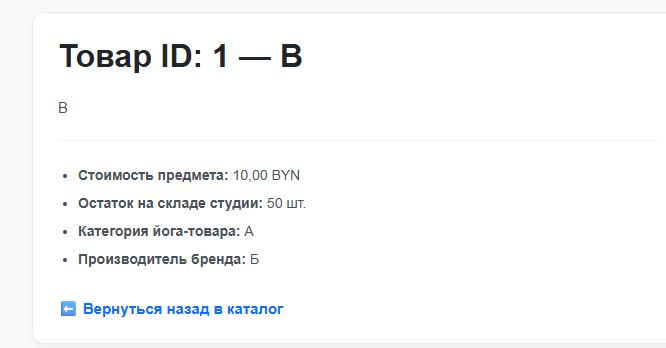 Товар ID: 1 — В
В
Стоимость предмета: 10,00 BYN
Остаток на складе студии: 50 шт.
Категория йога-товара: А
Производитель бренда: Б
Вернуться назад в каталог